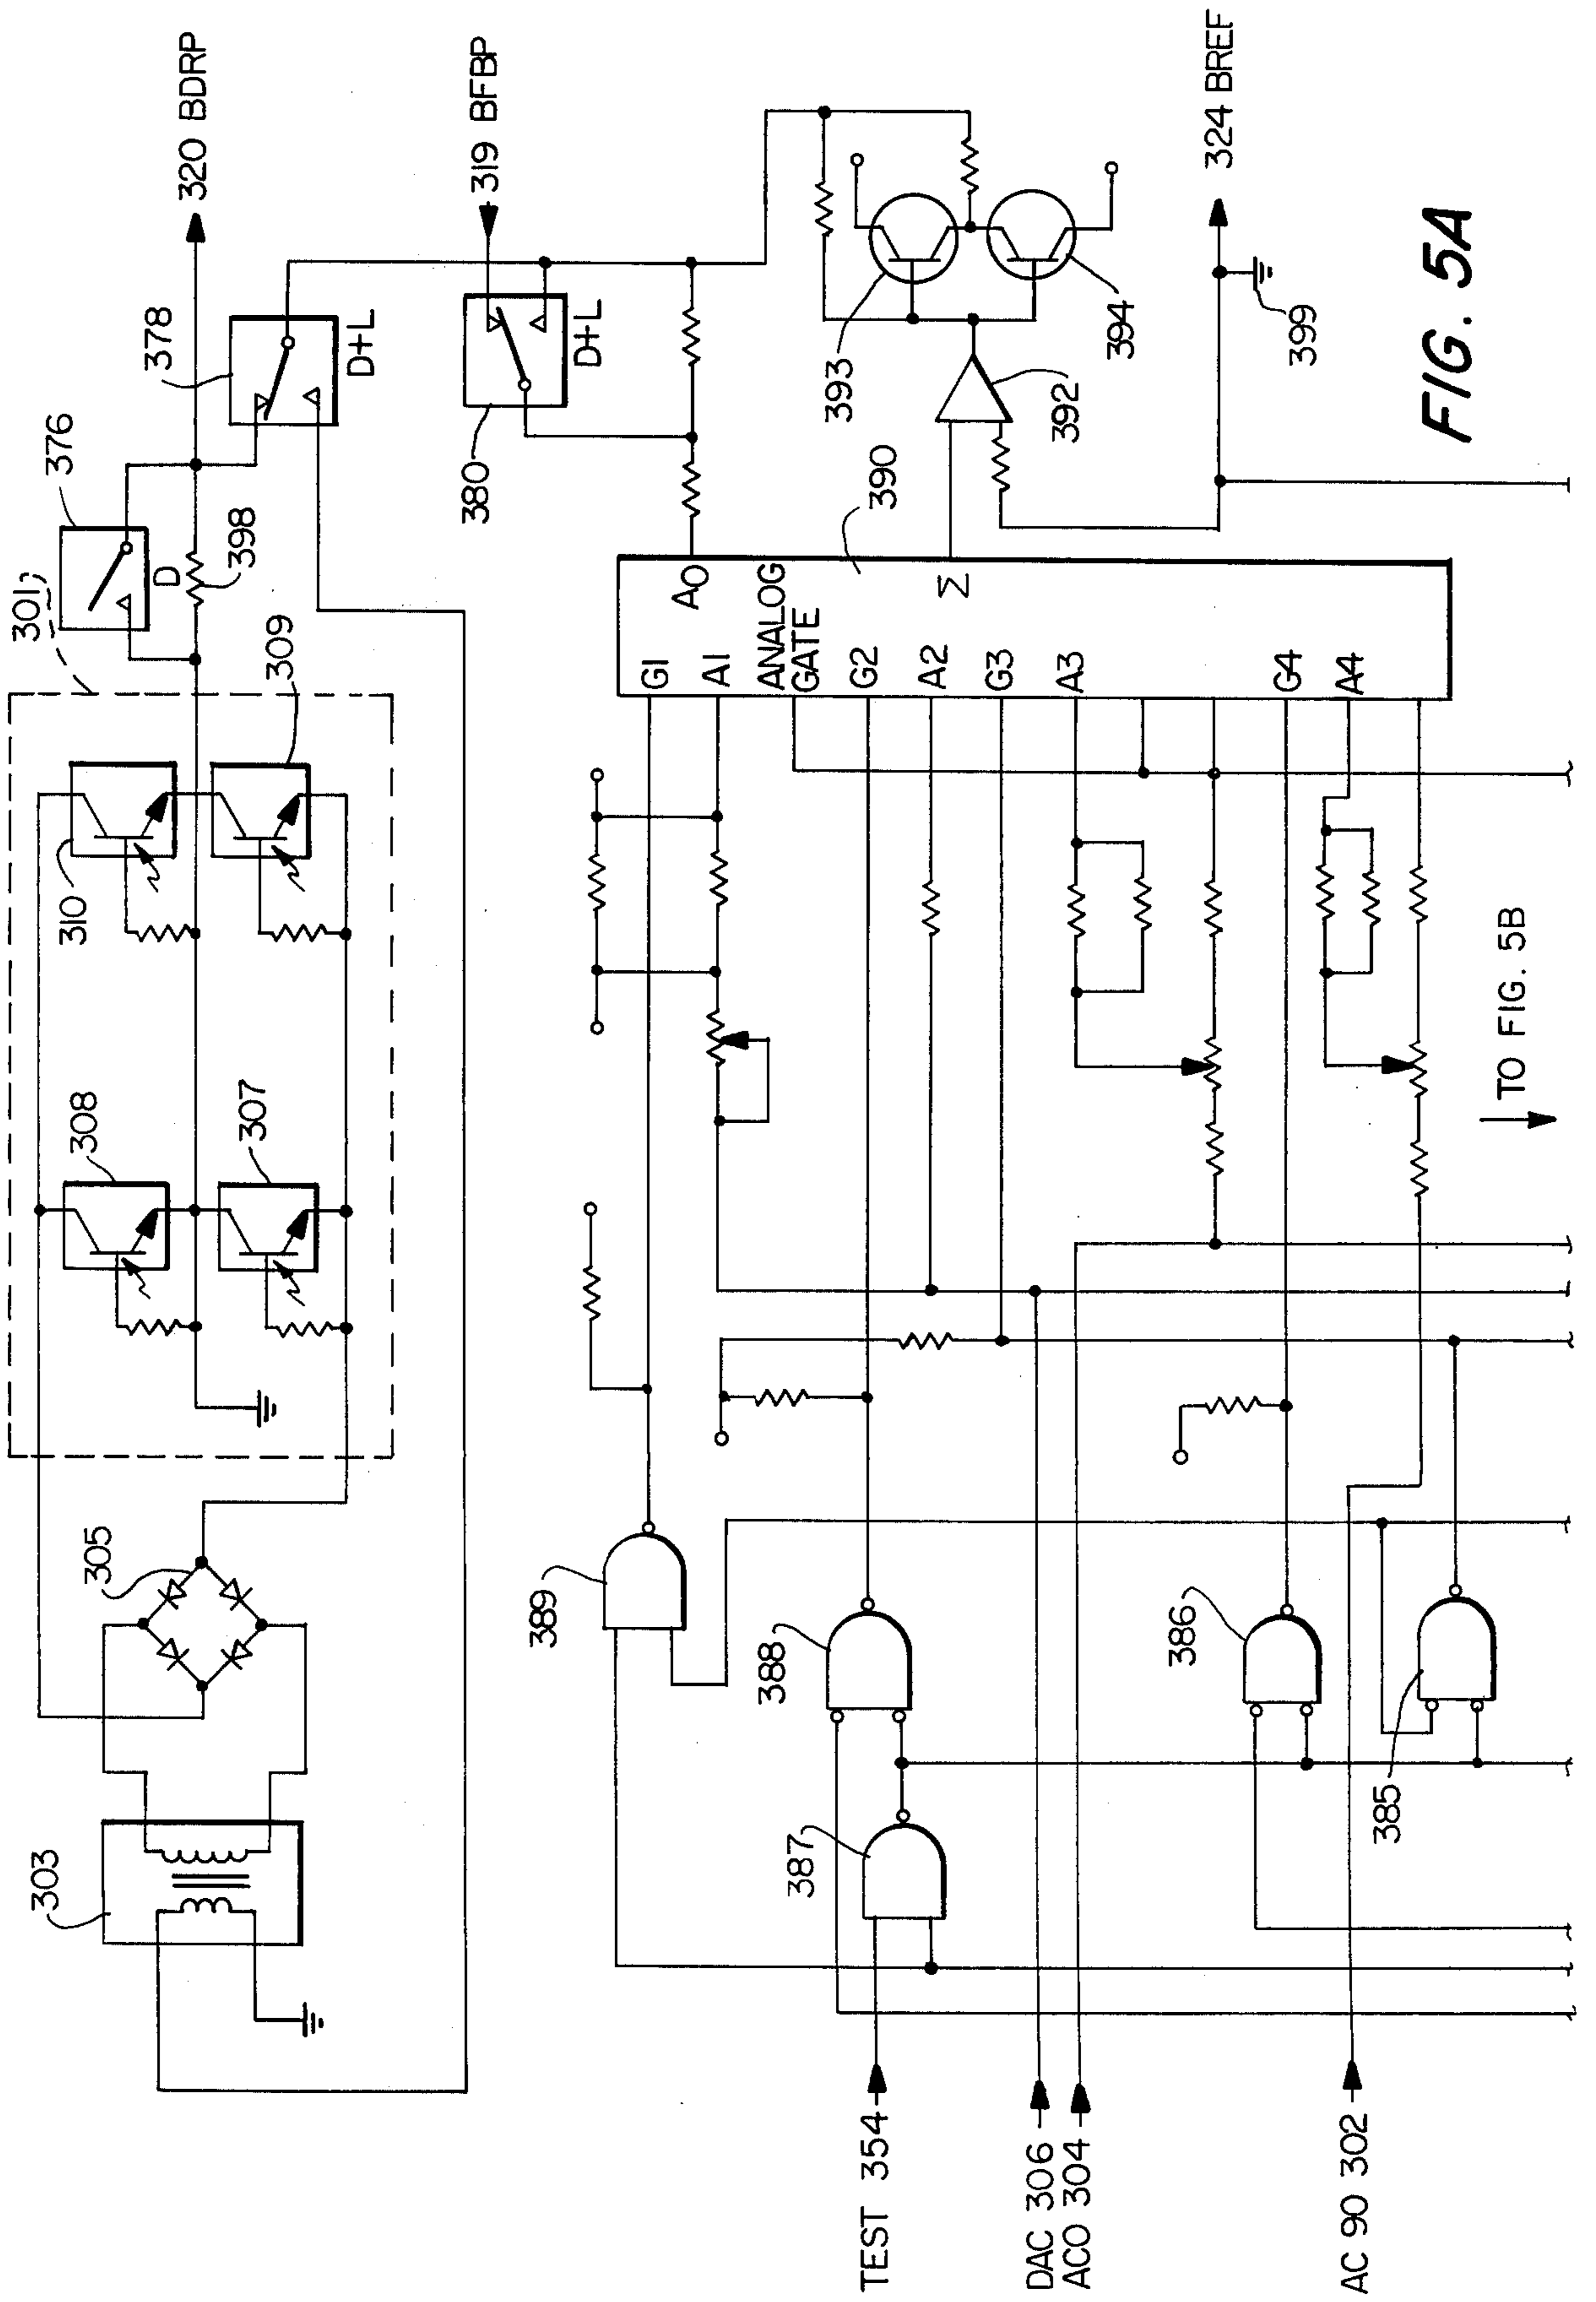 320 BDRP
319 BFBP
324 BREF
378
D+L
376
D
398
301
309
310
308
307
305
303
380
D+L
393
394
392
390
399
A0
Σ
G1
A1
ANALOG
GATE
G2
A2
G3
A3
G4
A4
389
388
387
386
385
TEST 354
DAC 306
ACO 304
AC 90 302
TO FIG. 5B
FIG. 5A